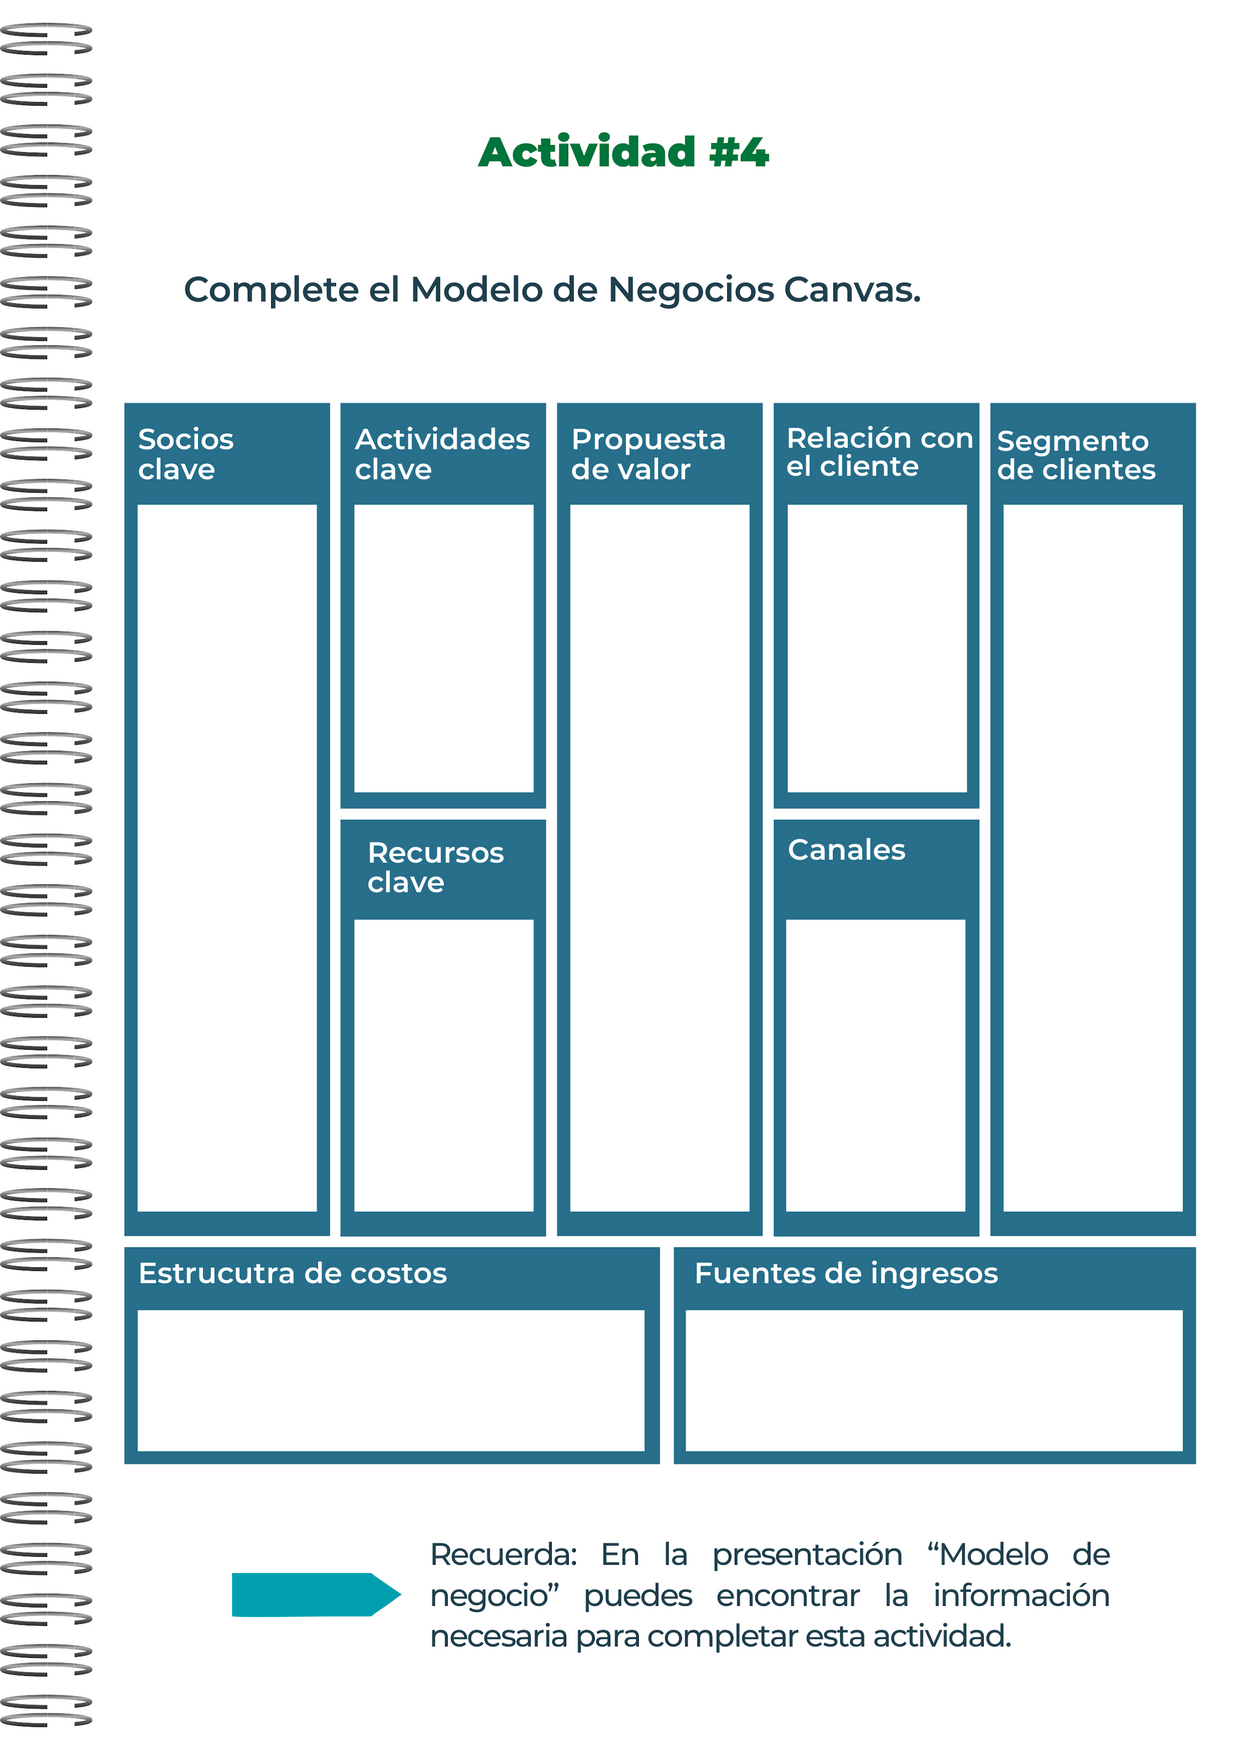 Actividad #4
Complete el Modelo de Negocios Canvas.
Socios
clave
Actividades
clave
Propuesta
de valor
Relación con
el cliente
Segmento
de clientes
Recursos
clave
Canales
Estrucutra de costos
Fuentes de ingresos
Recuerda: En la presentación “Modelo de
negocio” puedes encontrar la información
necesaria para completar esta actividad.